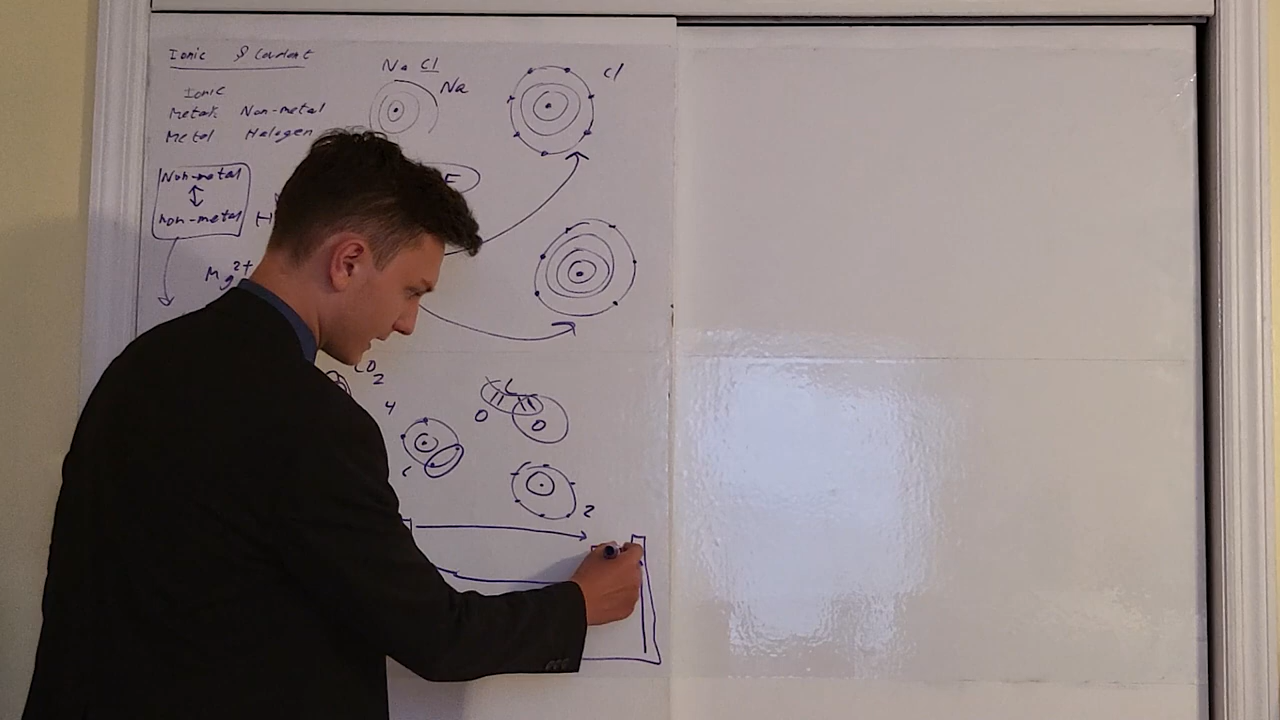 Ionic & Covalent
Na Cl
Na
Cl
Ionic
Metal Non-metal
Metal Halogen
Non-metal
F
non-metal H
Mg2+
CO2
4
O
O
C
2